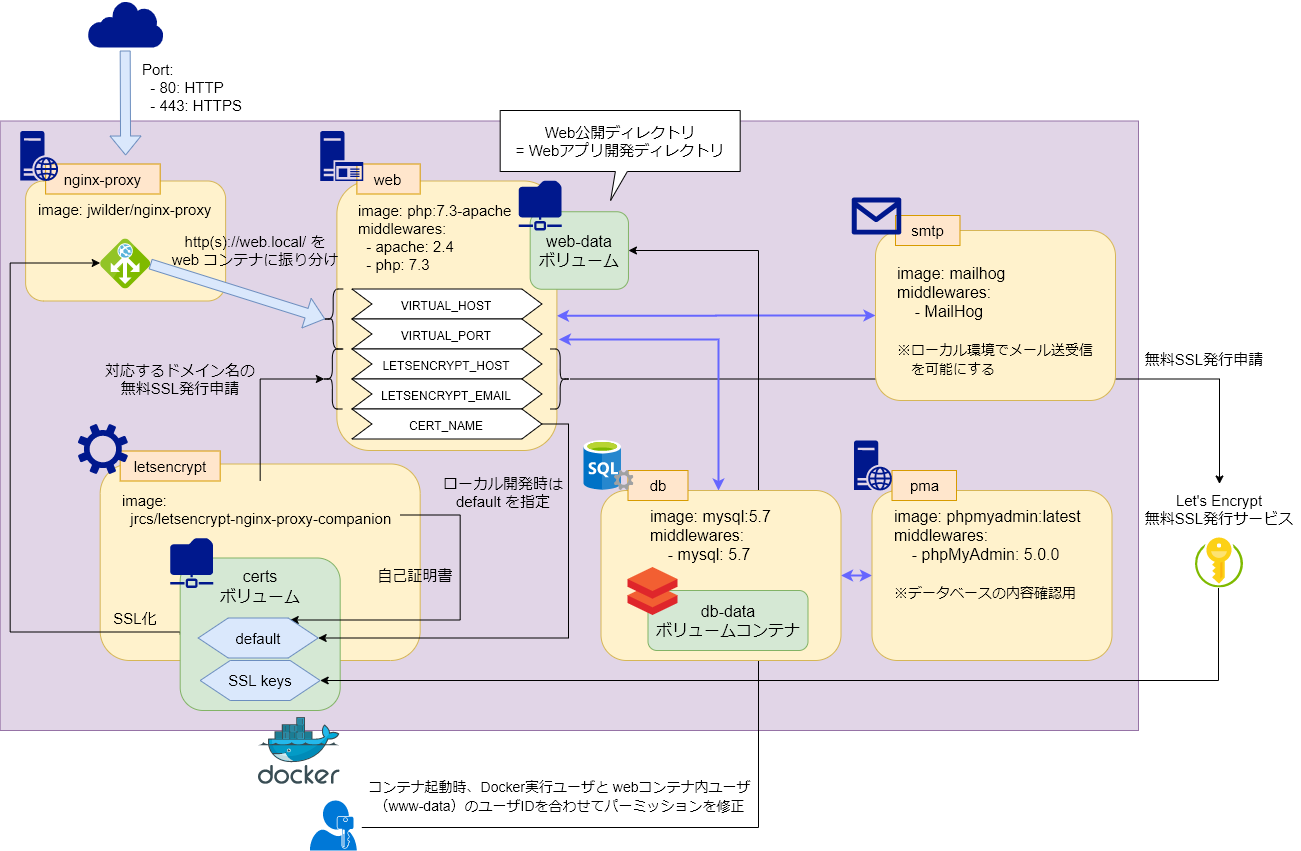 Port:
- 80: HTTP
- 443: HTTPS
Web公開ディレクトリ
= Webアプリ開発ディレクトリ
nginx-proxy
image: jwilder/nginx-proxy
http(s)://web.local/ を
web コンテナに振り分け
web
image: php:7.3-apache
middlewares:
- apache: 2.4
- php: 7.3
web-data
ボリューム
VIRTUAL_HOST
VIRTUAL_PORT
LETSENCRYPT_HOST
LETSENCRYPT_EMAIL
CERT_NAME
smtp
image: mailhog
middlewares:
- MailHog
※ローカル環境でメール送受信
を可能にする
対応するドメイン名の
無料SSL発行申請
無料SSL発行申請
letsencrypt
image:
jrcs/letsencrypt-nginx-proxy-companion
ローカル開発時は
default を指定
自己証明書
certs
ボリューム
default
SSL keys
SSL化
SQL
db
image: mysql:5.7
middlewares:
- mysql: 5.7
db-data
ボリュームコンテナ
pma
image: phpmyadmin:latest
middlewares:
- phpMyAdmin: 5.0.0
※データベースの内容確認用
Let's Encrypt
無料SSL発行サービス
docker
コンテナ起動時、Docker実行ユーザと webコンテナ内ユーザ
（www-data）のユーザIDを合わせてパーミッションを修正